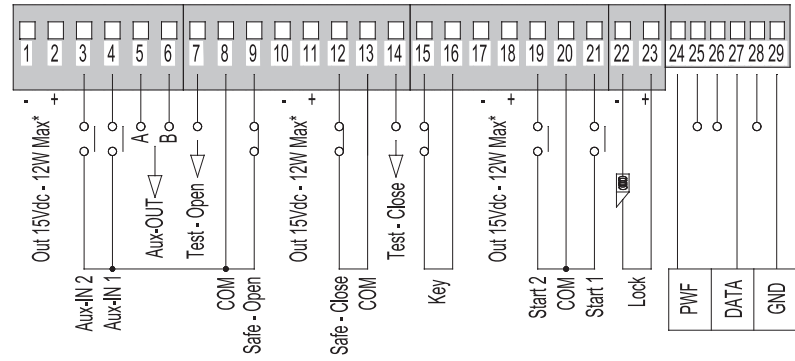 1 2 3 4 5 6 7 8 9 10 11 12 13 14 15 16 17 18 19 20 21 22 23 24 25 26 27 28 29
- +
Out 15Vdc - 12W Max*
Aux-IN 2
Aux-IN 1
A
B
Aux-OUT
Test - Open
COM
Safe - Open
- +
Out 15Vdc - 12W Max*
Safe - Close
COM
Test - Close
Key
- +
Out 15Vdc - 12W Max*
Start 2
COM
Start 1
- +
Lock
PWF
DATA
GND